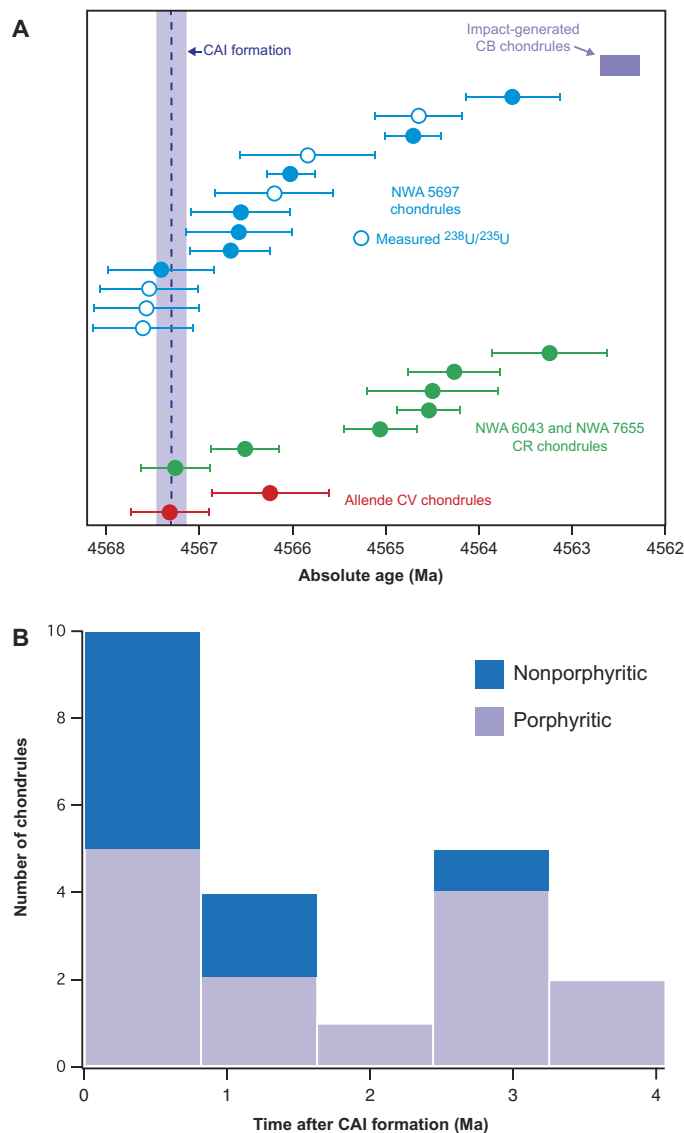 A
Impact-generated
CB chondrules
CAI formation
NWA 5697
chondrules
Measured ²³⁸U/²³⁵U
NWA 6043 and NWA 7655
CR chondrules
Allende CV chondrules
4568 4567 4566 4565 4564 4563 4562
Absolute age (Ma)
B
10
8
6
4
2
0
Number of chondrules
Nonporphyritic
Porphyritic
0 1 2 3 4
Time after CAI formation (Ma)